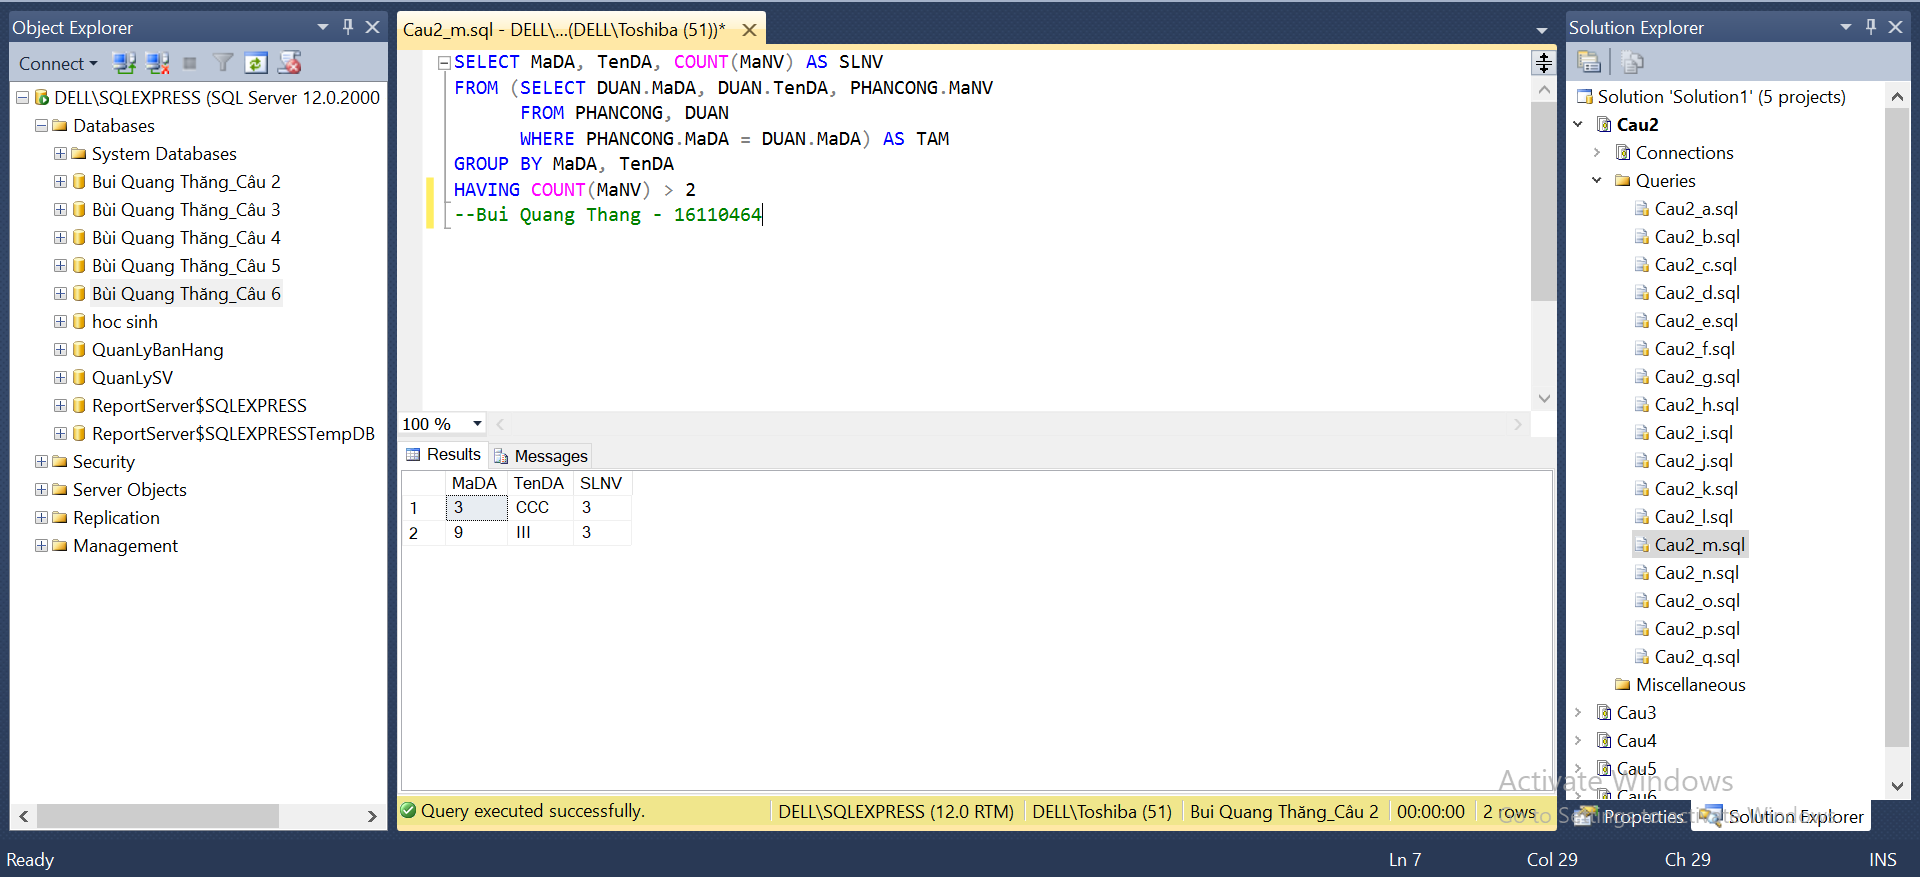 Object Explorer
Connect
DELL\SQLEXPRESS (SQL Server 12.0.2000
Databases
System Databases
Bui Quang Thăng_Câu 2
Bùi Quang Thăng_Câu 3
Bùi Quang Thăng_Câu 4
Bùi Quang Thăng_Câu 5
Bùi Quang Thăng_Câu 6
hoc sinh
QuanLyBanHang
QuanLySV
ReportServer$SQLEXPRESS
ReportServer$SQLEXPRESSTempDB
Security
Server Objects
Replication
Management
Cau2_m.sql - DELL\...(DELL\Toshiba (51))*
SELECT MaDA, TenDA, COUNT(MaNV) AS SLNV
FROM (SELECT DUAN.MaDA, DUAN.TenDA, PHANCONG.MaNV
FROM PHANCONG, DUAN
WHERE PHANCONG.MaDA = DUAN.MaDA) AS TAM
GROUP BY MaDA, TenDA
HAVING COUNT(MaNV) > 2
--Bui Quang Thang - 16110464
100 %
Results Messages
MaDA TenDA SLNV
1 3 CCC 3
2 9 III 3
Query executed successfully. DELL\SQLEXPRESS (12.0 RTM) DELL\Toshiba (51) Bui Quang Thăng_Câu 2 00:00:00 2 rows
Solution Explorer
Solution 'Solution1' (5 projects)
Cau2
Connections
Queries
Cau2_a.sql
Cau2_b.sql
Cau2_c.sql
Cau2_d.sql
Cau2_e.sql
Cau2_f.sql
Cau2_g.sql
Cau2_h.sql
Cau2_i.sql
Cau2_j.sql
Cau2_k.sql
Cau2_l.sql
Cau2_m.sql
Cau2_n.sql
Cau2_o.sql
Cau2_p.sql
Cau2_q.sql
Miscellaneous
Cau3
Cau4
Cau5
Cau6
Activate Windows
Go to Settings to activate Windows.
Properties Solution Explorer
Ready Ln 7 Col 29 Ch 29 INS